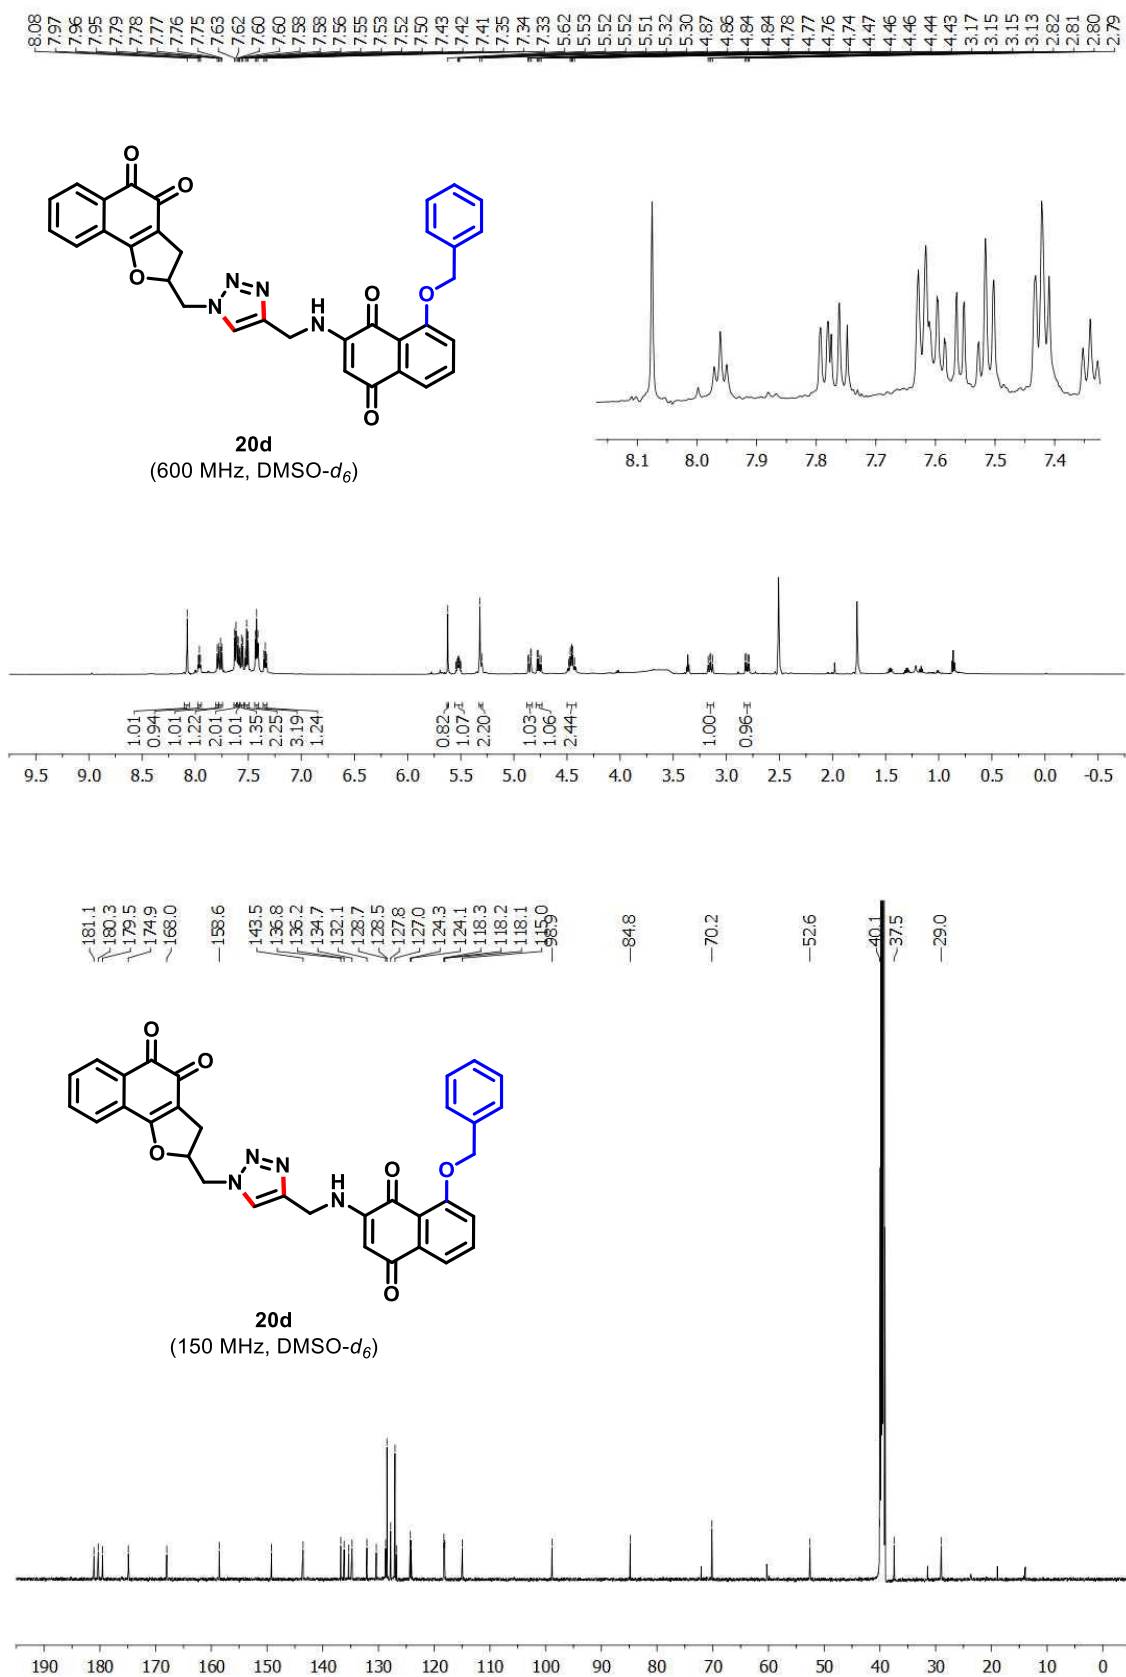 8.08 7.97 7.96 7.95 7.79 7.78 7.77 7.76 7.75 7.63 7.62 7.60 7.60 7.58 7.58 7.56 7.55 7.53 7.52 7.50 7.43 7.42 7.41 7.35 7.34 7.33 5.62 5.53 5.52 5.52 5.51 5.32 5.30 4.87 4.86 4.84 4.84 4.78 4.77 4.76 4.74 4.47 4.46 4.46 4.44 4.43 3.17 3.15 3.15 3.13 2.82 2.81 2.80 2.79
O
O
O
N
N
N
H
N
O
O
O
20d
(600 MHz, DMSO-d6)
8.1 8.0 7.9 7.8 7.7 7.6 7.5 7.4
1.01 0.94 1.01 1.22 2.01 1.01 1.35 2.25 3.19 1.24 0.82 1.07 2.20 1.03 1.06 2.44 1.00 0.96
9.5 9.0 8.5 8.0 7.5 7.0 6.5 6.0 5.5 5.0 4.5 4.0 3.5 3.0 2.5 2.0 1.5 1.0 0.5 0.0 -0.5
181.1 180.3 179.5 174.9 168.0 158.6 143.5 136.8 136.2 134.7 132.1 128.7 128.5 127.8 127.0 124.3 124.1 118.3 118.2 118.1 115.0 98.9 84.8 70.2 52.6 40.1 37.5 29.0
O
O
O
N
N
N
H
N
O
O
O
20d
(150 MHz, DMSO-d6)
190 180 170 160 150 140 130 120 110 100 90 80 70 60 50 40 30 20 10 0